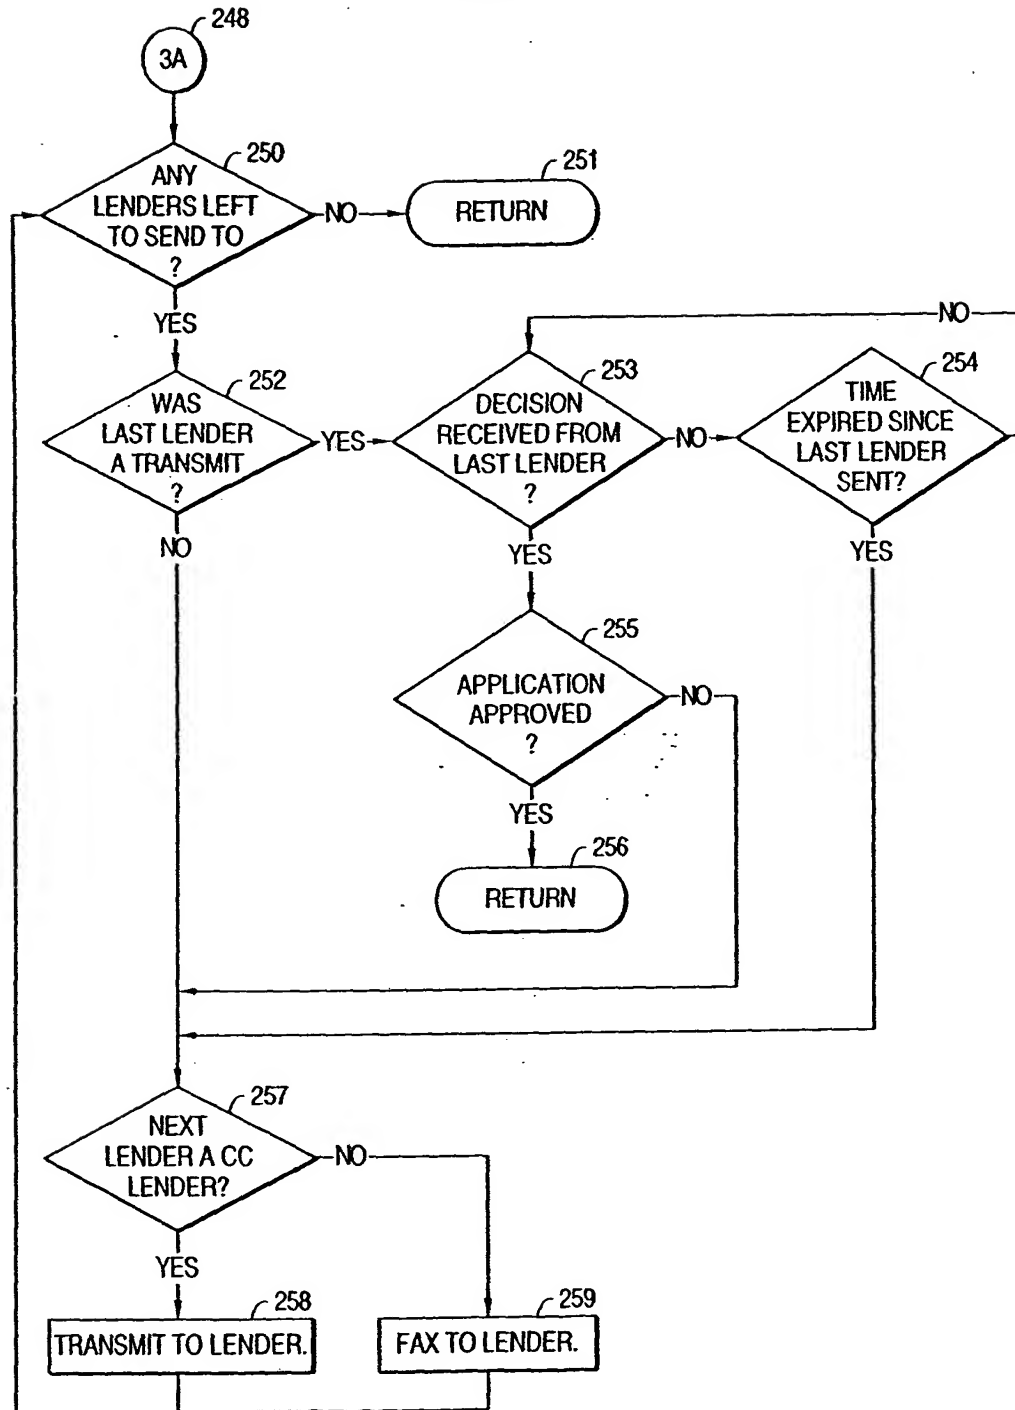 248
3A
250
ANY
LENDERS LEFT
TO SEND TO
?
NO
251
RETURN
YES
NO
252
WAS
LAST LENDER
A TRANSMIT
?
YES
253
DECISION
RECEIVED FROM
LAST LENDER
?
NO
254
TIME
EXPIRED SINCE
LAST LENDER
SENT?
NO
YES
YES
255
APPLICATION
APPROVED
?
NO
YES
256
RETURN
257
NEXT
LENDER A CC
LENDER?
NO
YES
258
TRANSMIT TO LENDER.
259
FAX TO LENDER.